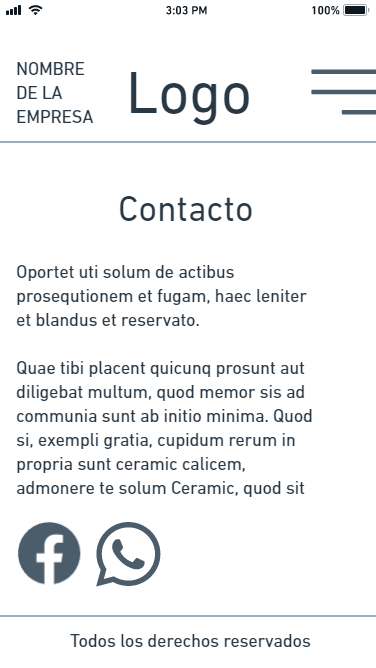 3:03 PM
100%
NOMBRE
DE LA
EMPRESA
Logo
Contacto
Oportet uti solum de actibus
prosequtionem et fugam, haec leniter
et blandus et reservato.
Quae tibi placent quicunq prosunt aut
diligebat multum, quod memor sis ad
communia sunt ab initio minima. Quod
si, exempli gratia, cupidum rerum in
propria sunt ceramic calicem,
admonere te solum Ceramic, quod sit
Todos los derechos reservados